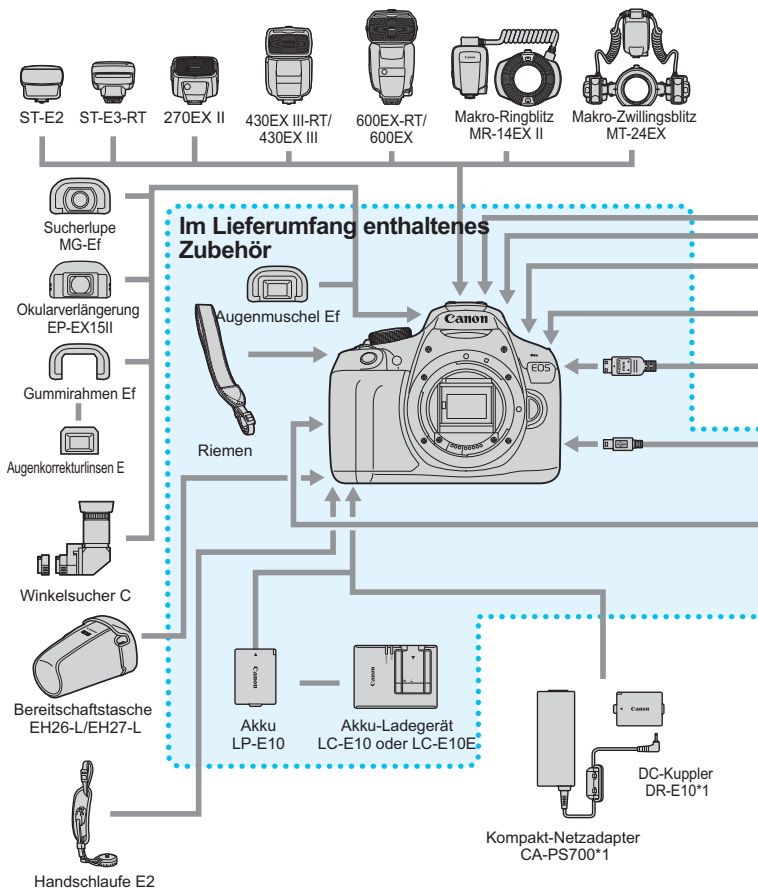 ST-E2
ST-E3-RT
270EX II
430EX III-RT/
430EX III
600EX-RT/
600EX
Makro-Ringblitz
MR-14EX II
Makro-Zwillingsblitz
MT-24EX
Sucherlupe
MG-Ef
Okularverlängerung
EP-EX15II
Gummirahmen Ef
Augenkorrekturlinsen E
Winkelsucher C
Bereitschaftstasche
EH26-L/EH27-L
Handschlaufe E2
Im Lieferumfang enthaltenes
Zubehör
Augenmuschel Ef
Riemen
Canon
EOS
Canon
Akku
LP-E10
Canon
Akku-Ladegerät
LC-E10 oder LC-E10E
Canon
DC-Kuppler
DR-E10*1
Kompakt-Netzadapter
CA-PS700*1